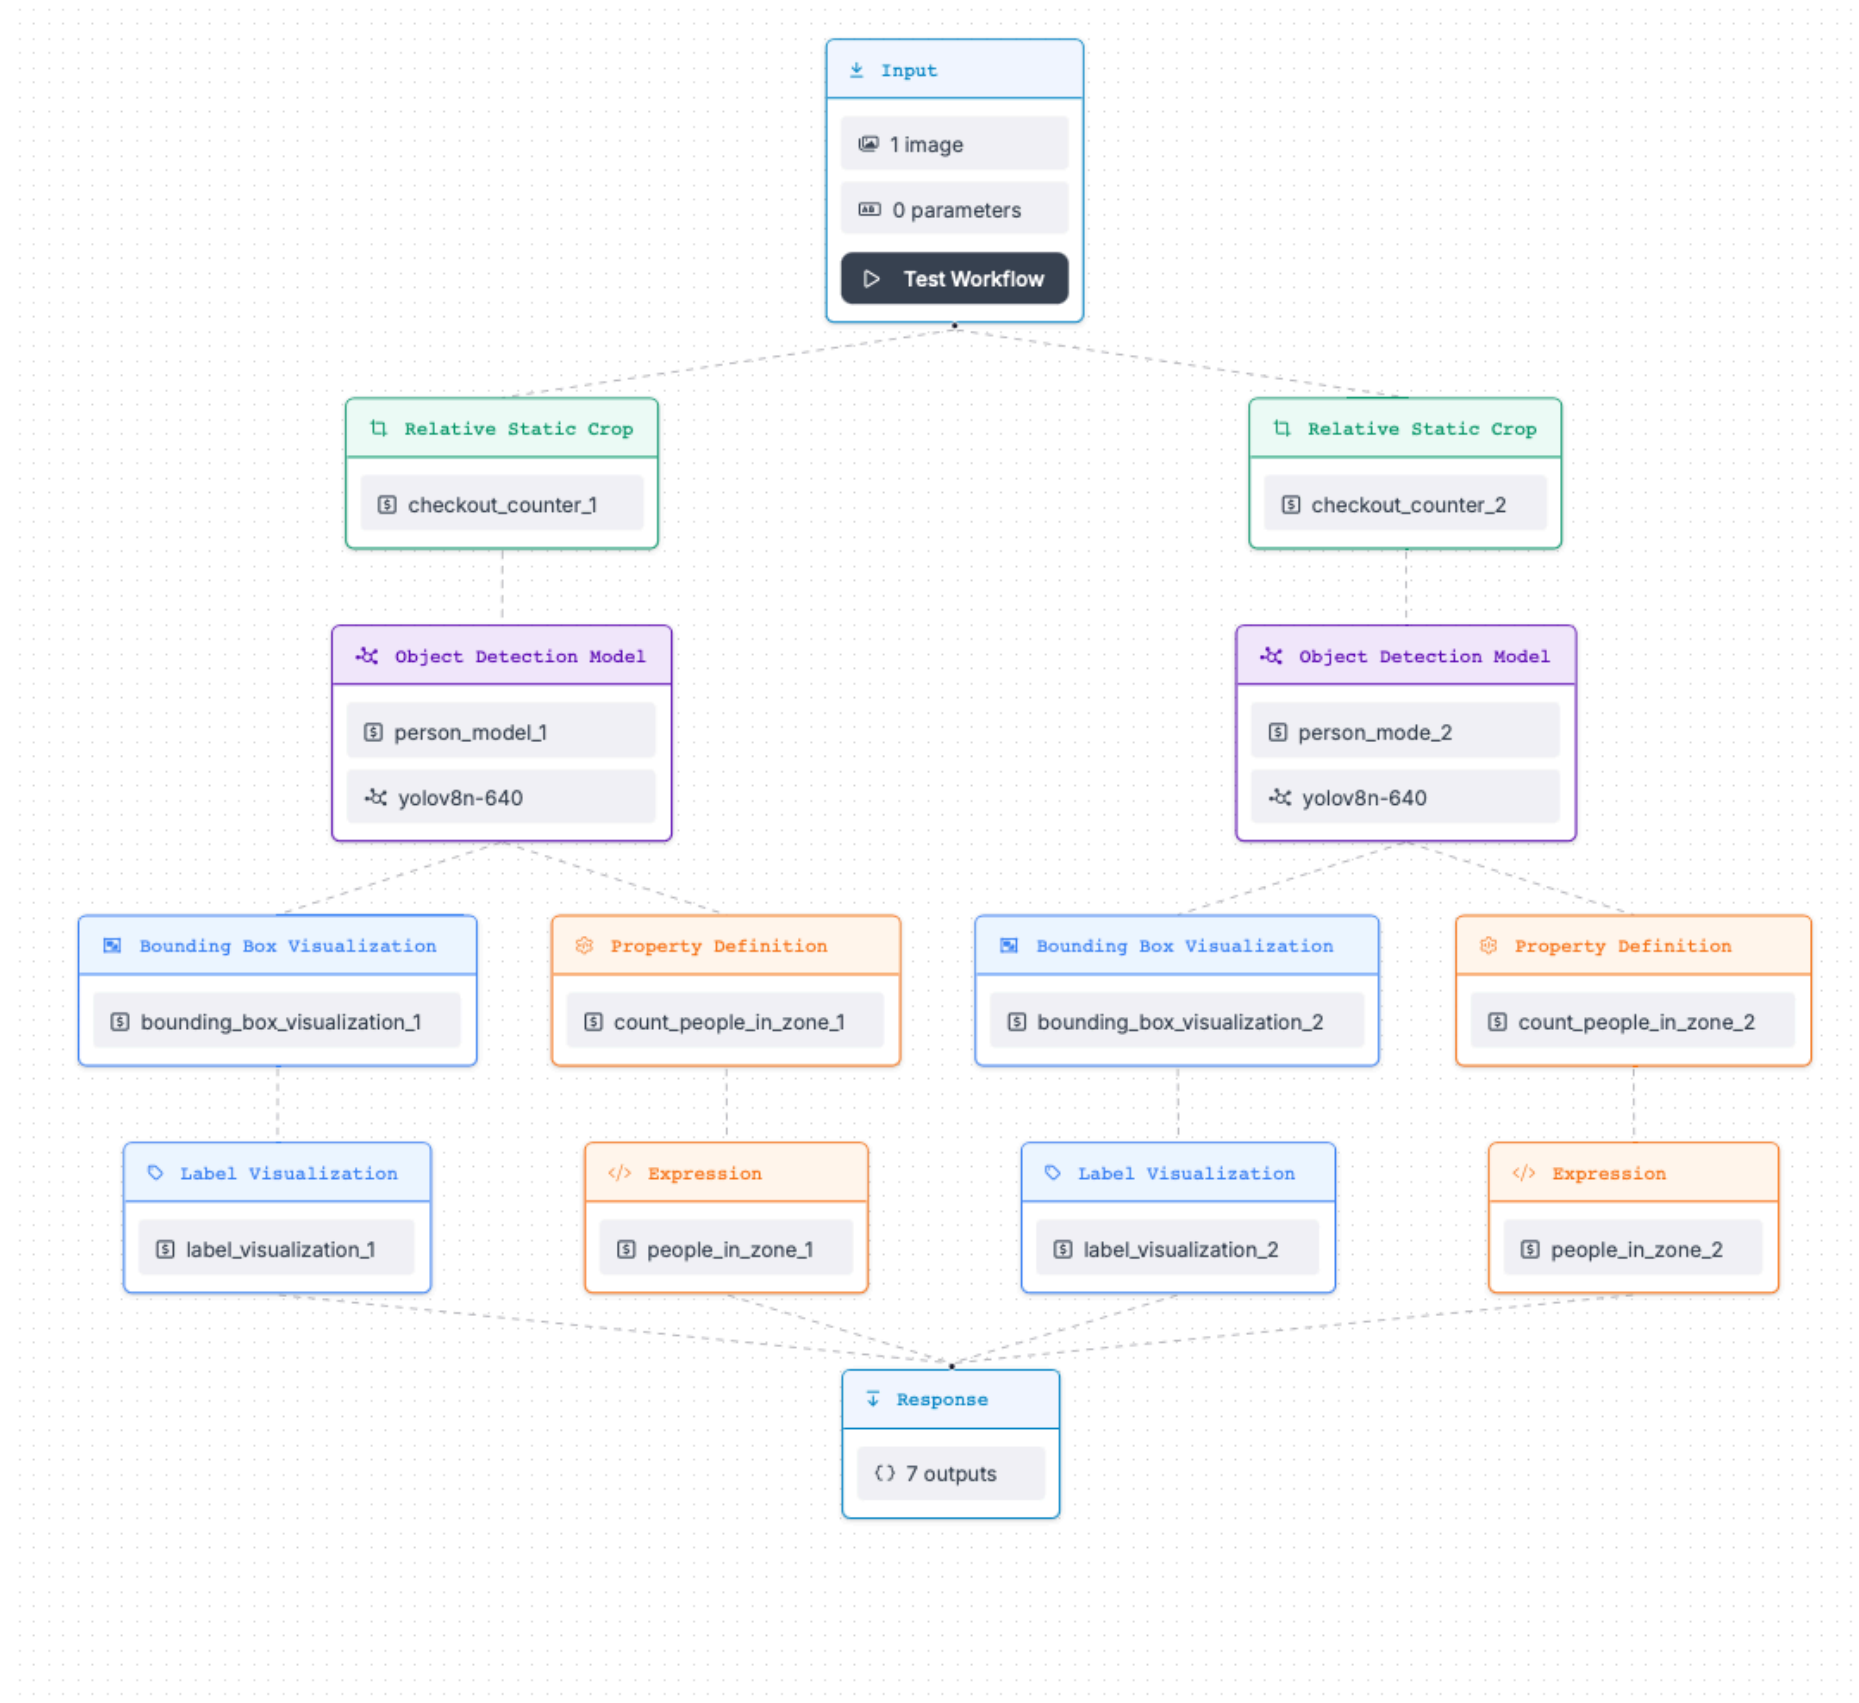 Input
1 image
0 parameters
Test Workflow
Relative Static Crop
checkout_counter_1
Relative Static Crop
checkout_counter_2
Object Detection Model
person_model_1
yolov8n-640
Object Detection Model
person_mode_2
yolov8n-640
Bounding Box Visualization
bounding_box_visualization_1
Property Definition
count_people_in_zone_1
Bounding Box Visualization
bounding_box_visualization_2
Property Definition
count_people_in_zone_2
Label Visualization
label_visualization_1
Expression
people_in_zone_1
Label Visualization
label_visualization_2
Expression
people_in_zone_2
Response
7 outputs